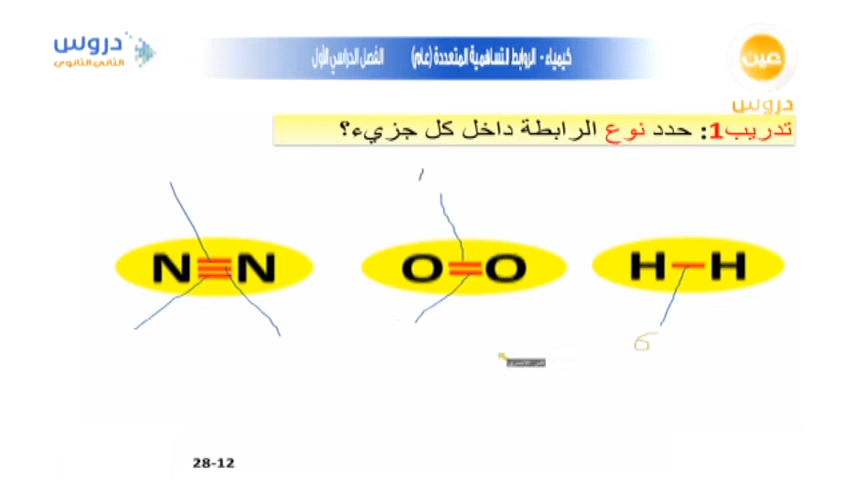 دروس
الثاني الثانوي
كيمياء - الروابط التساهمية المتعددة (عام) الفصل الدراسي الأول
عين
دروس
تدريب1: حدد نوع الرابطة داخل كل جزيء؟
H–H
O=O
N≡N
28-12